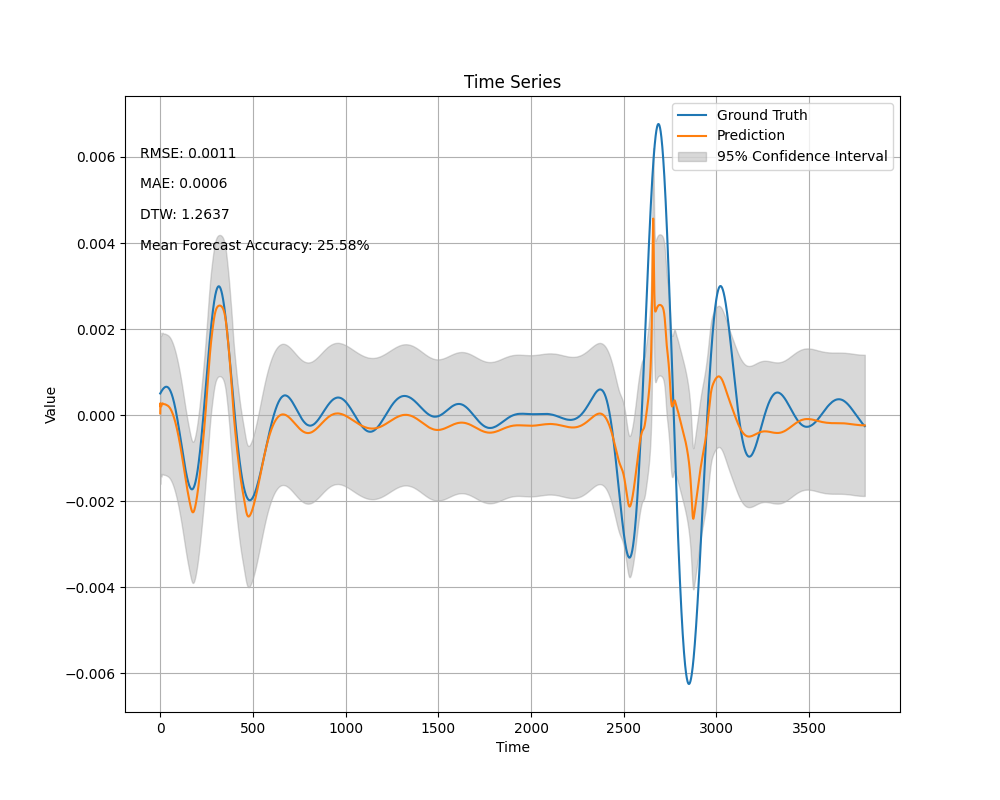 Time Series
Ground Truth
Prediction
95% Confidence Interval
RMSE: 0.0011
MAE: 0.0006
DTW: 1.2637
Mean Forecast Accuracy: 25.58%
Value
0.006
0.004
0.002
0.000
−0.002
−0.004
−0.006
0 500 1000 1500 2000 2500 3000 3500
Time